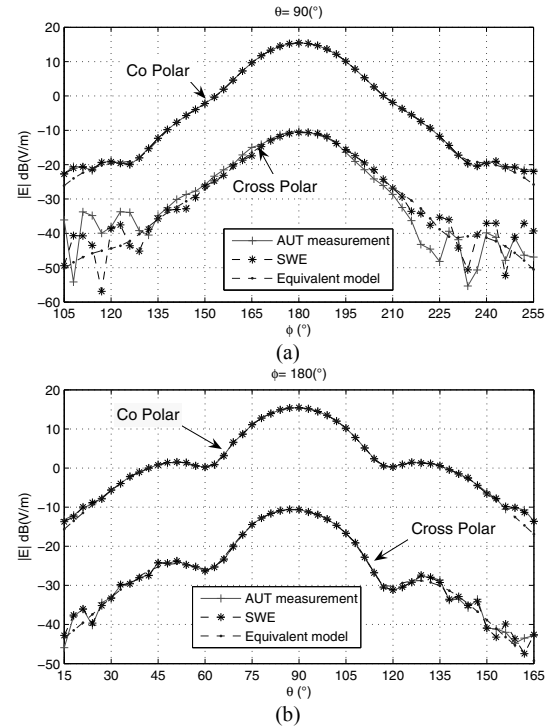 θ= 90(°)
20
10
0
−10
−20
−30
−40
−50
−60
|E| dB(V/m)
Co Polar
Cross Polar
AUT measurement
SWE
Equivalent model
105 120 135 150 165 180 195 210 225 240 255
ϕ (°)
(a)
ϕ= 180(°)
20
10
0
−10
−20
−30
−40
−50
|E| dB(V/m)
Co Polar
Cross Polar
AUT measurement
SWE
Equivalent model
15 30 45 60 75 90 105 120 135 150 165
θ (°)
(b)